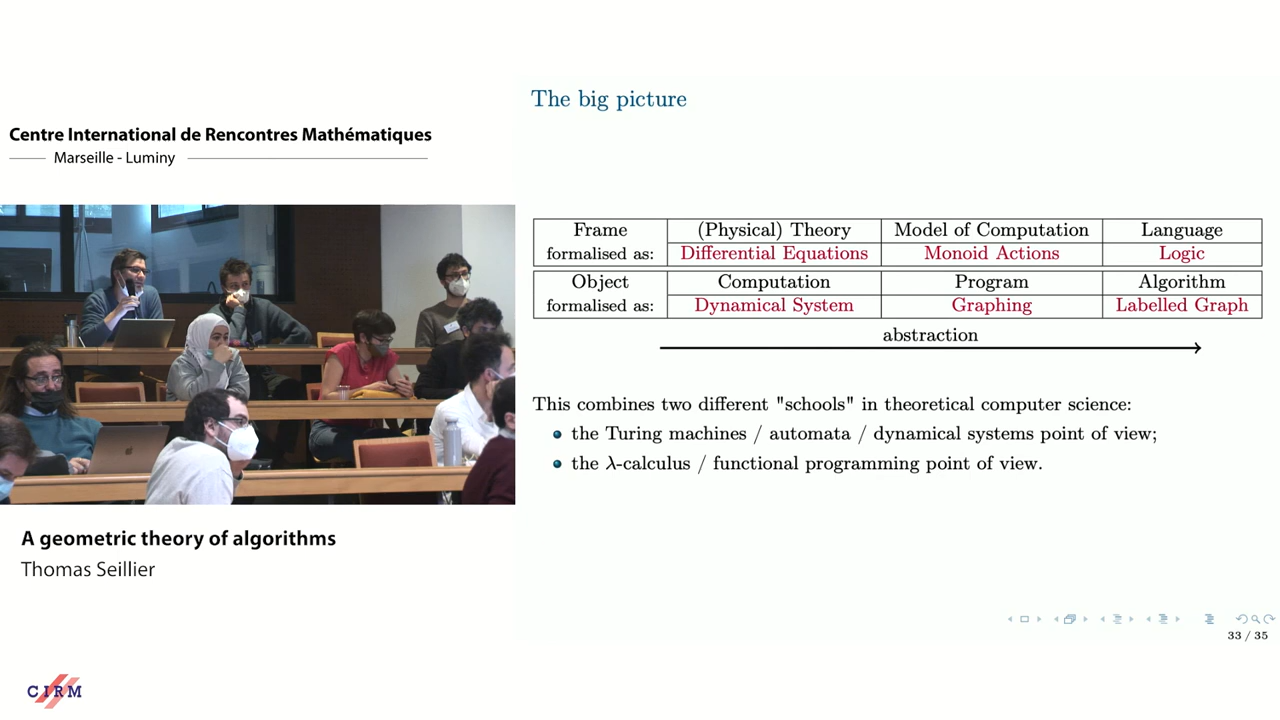 Centre International de Rencontres Mathématiques
Marseille - Luminy
A geometric theory of algorithms
Thomas Seillier
CIRM
The big picture
Frame (Physical) Theory Model of Computation Language
formalised as: Differential Equations Monoid Actions Logic
Object Computation Program Algorithm
formalised as: Dynamical System Graphing Labelled Graph
abstraction
This combines two different "schools" in theoretical computer science:
the Turing machines / automata / dynamical systems point of view;
the λ-calculus / functional programming point of view.
33 / 35